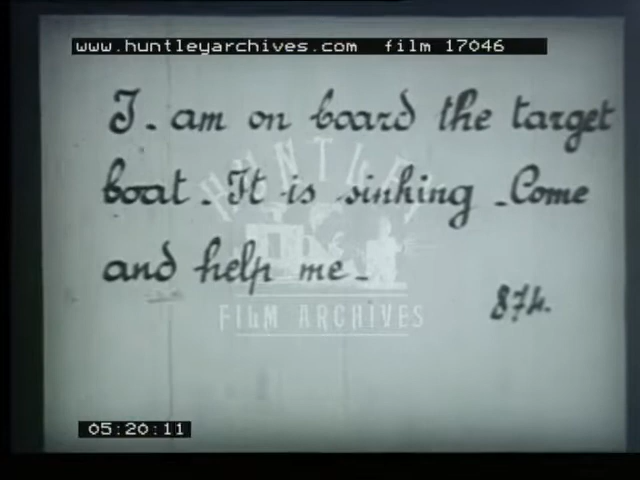 www.huntleyarchives.com film 17046
I. am on board the target
boat. It is sinking. Come
and help me.
874.
HUNTLEY
FILM ARCHIVES
05:20:11